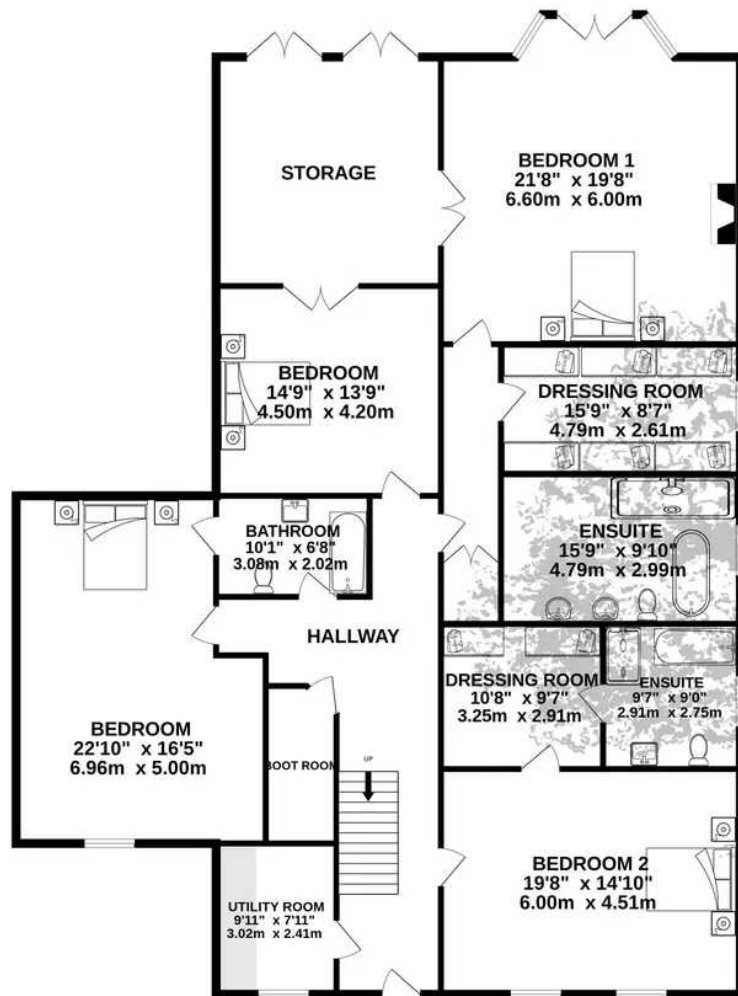 STORAGE
BEDROOM 1
21'8" x 19'8"
6.60m x 6.00m
BEDROOM
14'9" x 13'9"
4.50m x 4.20m
DRESSING ROOM
15'9" x 8'7"
4.79m x 2.61m
BATHROOM
10'1" x 6'8"
3.08m x 2.02m
ENSUITE
15'9" x 9'10"
4.79m x 2.99m
HALLWAY
DRESSING ROOM
10'8" x 9'7"
3.25m x 2.91m
ENSUITE
9'7" x 9'0"
2.91m x 2.75m
BEDROOM
22'10" x 16'5"
6.96m x 5.00m
BOOT ROOM
UP
BEDROOM 2
19'8" x 14'10"
6.00m x 4.51m
UTILITY ROOM
9'11" x 7'11"
3.02m x 2.41m